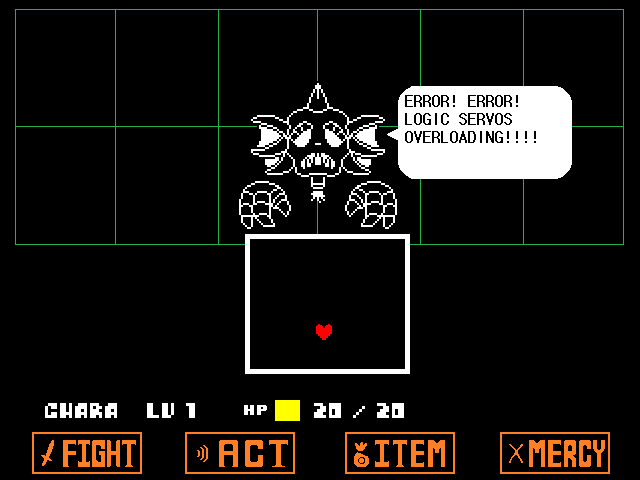 ERROR! ERROR!
LOGIC SERVOS
OVERLOADING!!!!
CHARA LV 1 HP 20 / 20
FIGHT ACT ITEM MERCY